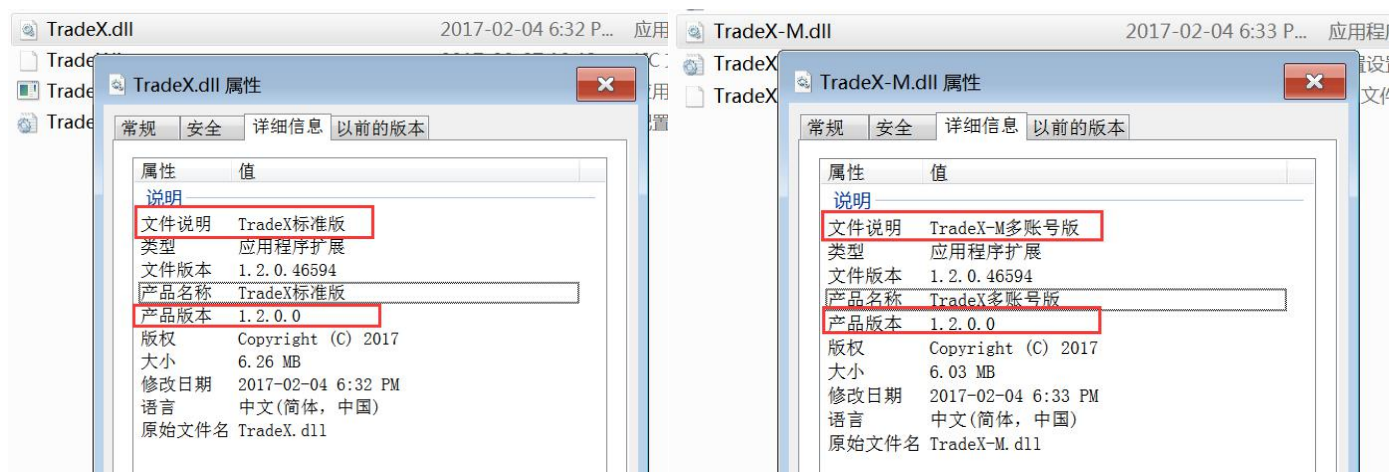 TradeX.dll 2017-02-04 6:32 P... 应用
Trade
Trade
Trade
TradeX.dll 属性
常规 安全 详细信息 以前的版本
属性 值
说明
文件说明 TradeX标准版
类型 应用程序扩展
文件版本 1.2.0.46594
产品名称 TradeX标准版
产品版本 1.2.0.0
版权 Copyright (C) 2017
大小 6.26 MB
修改日期 2017-02-04 6:32 PM
语言 中文(简体, 中国)
原始文件名 TradeX.dll
TradeX-M.dll 2017-02-04 6:33 P... 应用程
TradeX
TradeX 文件
TradeX-M.dll 属性
常规 安全 详细信息 以前的版本
属性 值
说明
文件说明 TradeX-M多账号版
类型 应用程序扩展
文件版本 1.2.0.46594
产品名称 TradeX多账号版
产品版本 1.2.0.0
版权 Copyright (C) 2017
大小 6.03 MB
修改日期 2017-02-04 6:33 PM
语言 中文(简体, 中国)
原始文件名 TradeX-M.dll